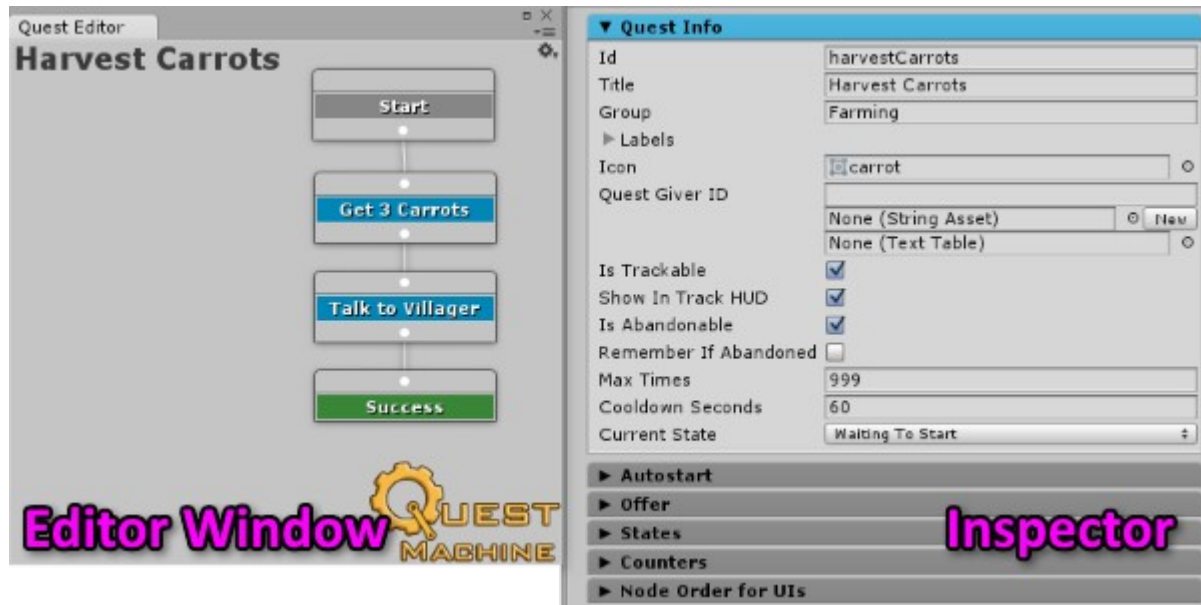 Quest Editor
Harvest Carrots
Start
Get 3 Carrots
Talk to Villager
Success
QUEST
MACHINE
Editor Window
Quest Info
Id harvestCarrots
Title Harvest Carrots
Group Farming
Labels
Icon carrot
Quest Giver ID
None (String Asset) New
None (Text Table)
Is Trackable
Show In Track HUD
Is Abandonable
Remember If Abandoned
Max Times 999
Cooldown Seconds 60
Current State Waiting To Start
Autostart
Offer
States
Counters
Node Order for UIs
Inspector